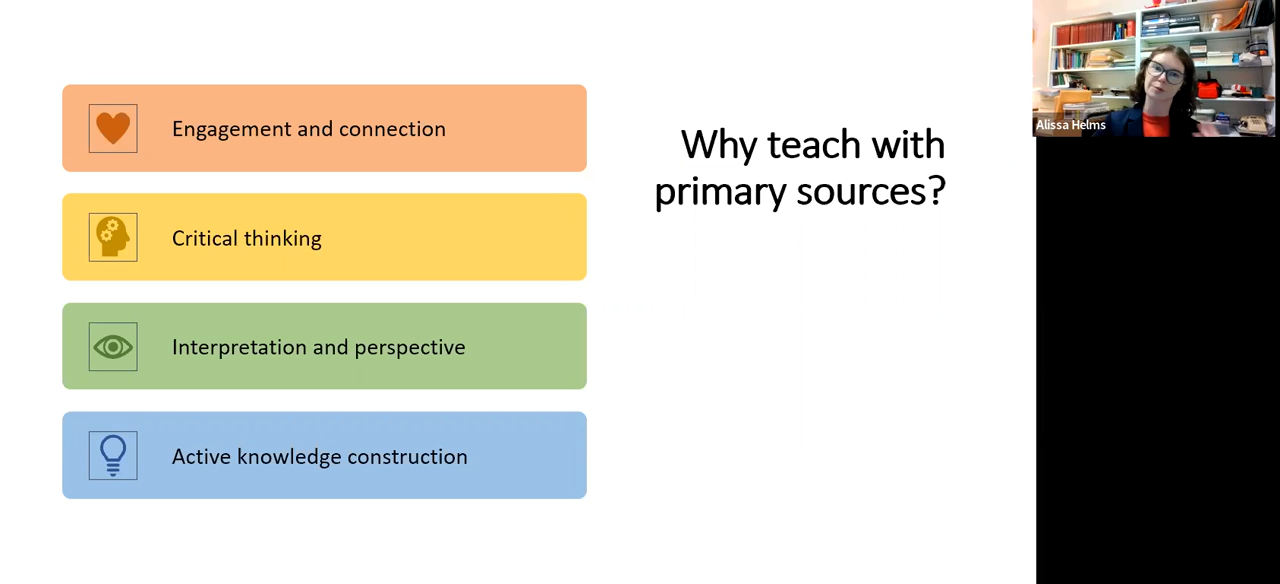 Engagement and connection
Critical thinking
Interpretation and perspective
Active knowledge construction
Why teach with
primary sources?
Alissa Helms